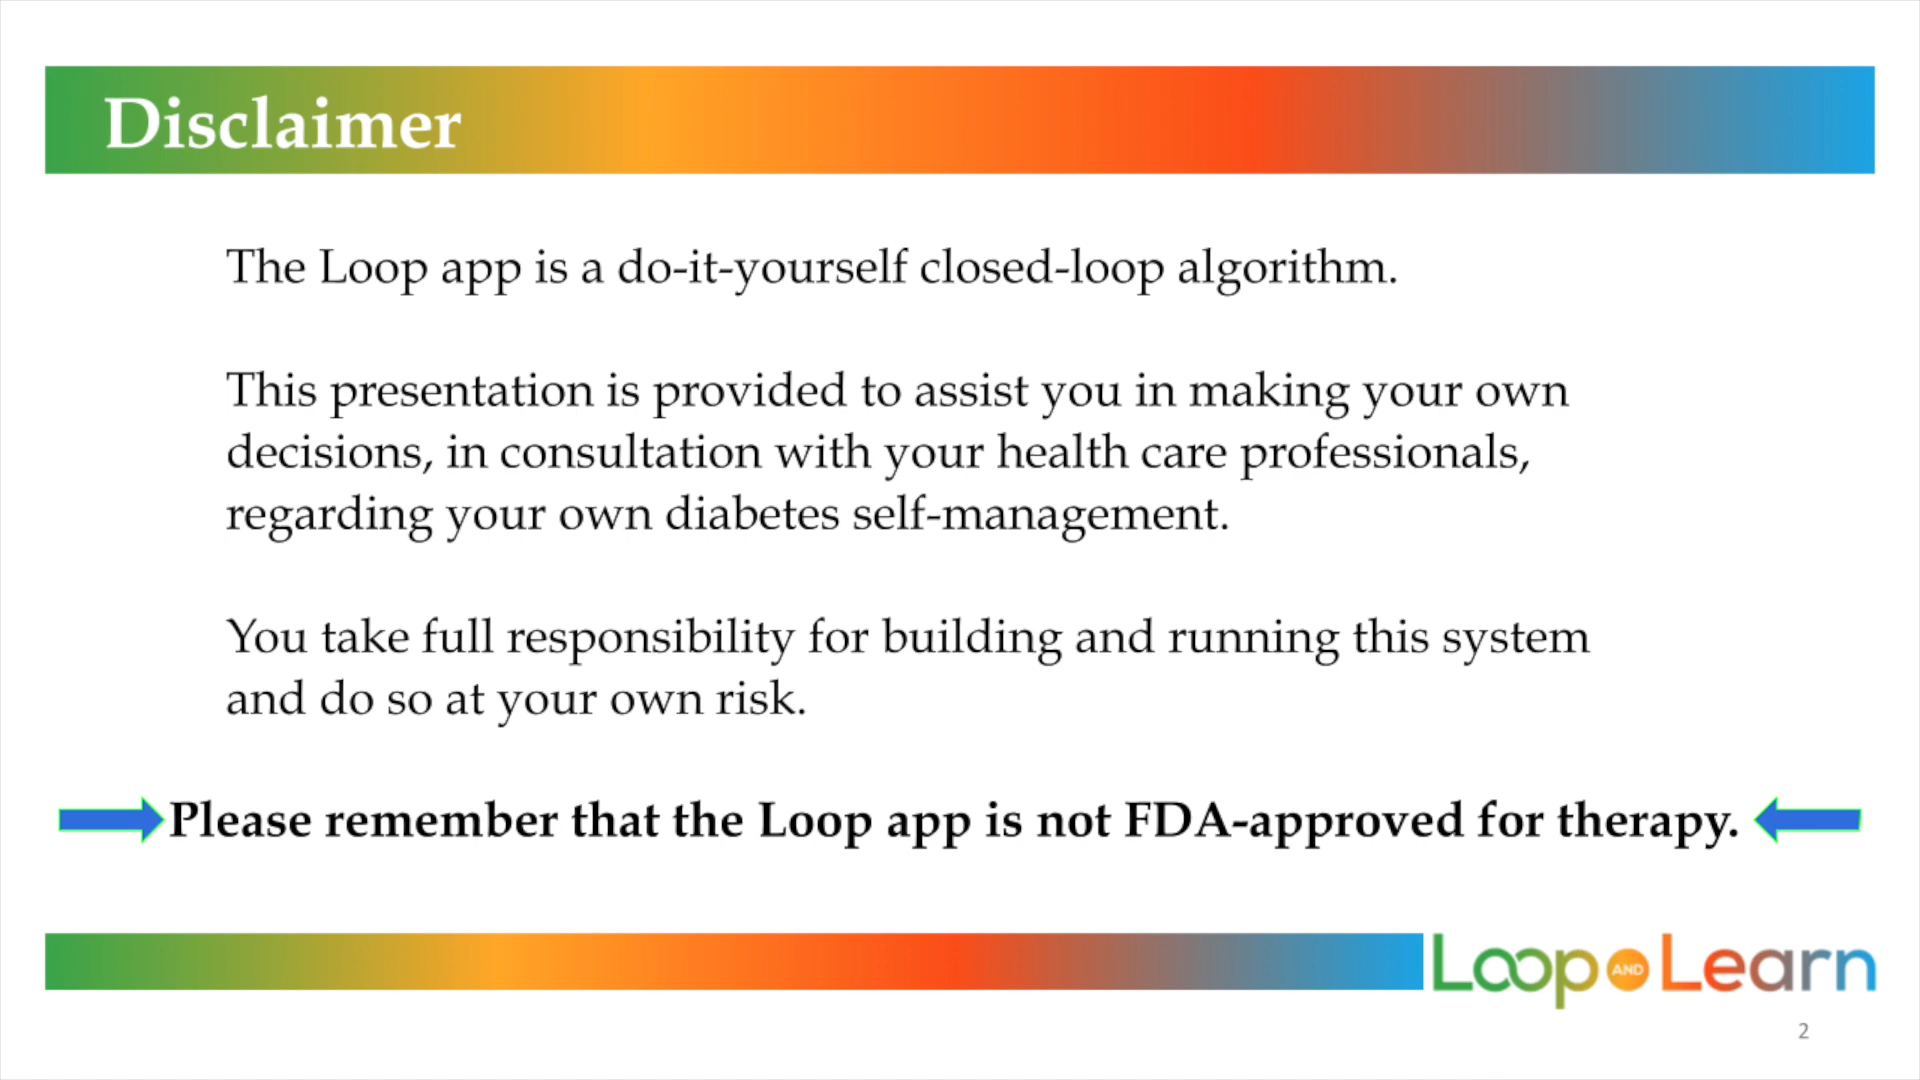 Disclaimer
The Loop app is a do-it-yourself closed-loop algorithm.
This presentation is provided to assist you in making your own
decisions, in consultation with your health care professionals,
regarding your own diabetes self-management.
You take full responsibility for building and running this system
and do so at your own risk.
Please remember that the Loop app is not FDA-approved for therapy.
Loop AND Learn
2